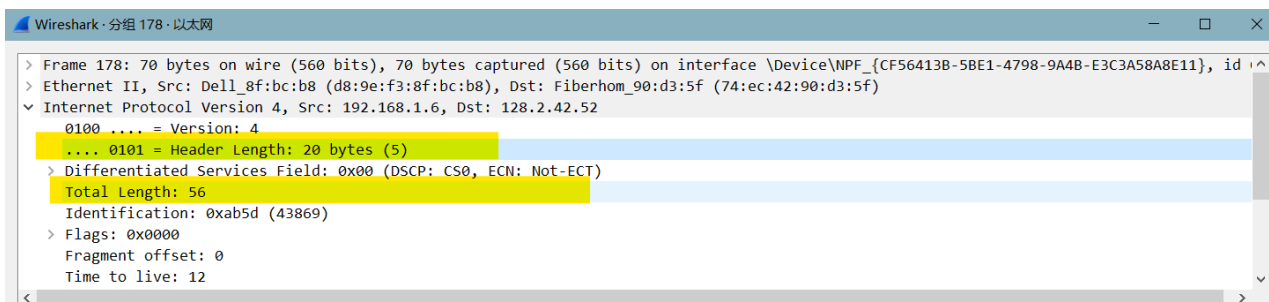 Wireshark · 分组 178 · 以太网
Frame 178: 70 bytes on wire (560 bits), 70 bytes captured (560 bits) on interface \Device\NPF_{CF56413B-5BE1-4798-9A4B-E3C3A58A8E11}, id
Ethernet II, Src: Dell_8f:bc:b8 (d8:9e:f3:8f:bc:b8), Dst: Fiberhom_90:d3:5f (74:ec:42:90:d3:5f)
Internet Protocol Version 4, Src: 192.168.1.6, Dst: 128.2.42.52
0100 .... = Version: 4
.... 0101 = Header Length: 20 bytes (5)
Differentiated Services Field: 0x00 (DSCP: CS0, ECN: Not-ECT)
Total Length: 56
Identification: 0xab5d (43869)
Flags: 0x0000
Fragment offset: 0
Time to live: 12